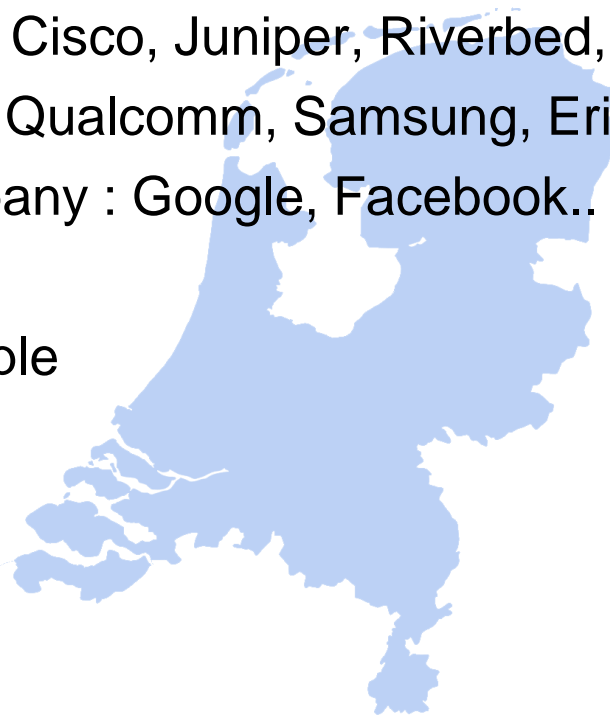 Cisco, Juniper, Riverbed,
Qualcomm, Samsung, Eri
any : Google, Facebook..
ole